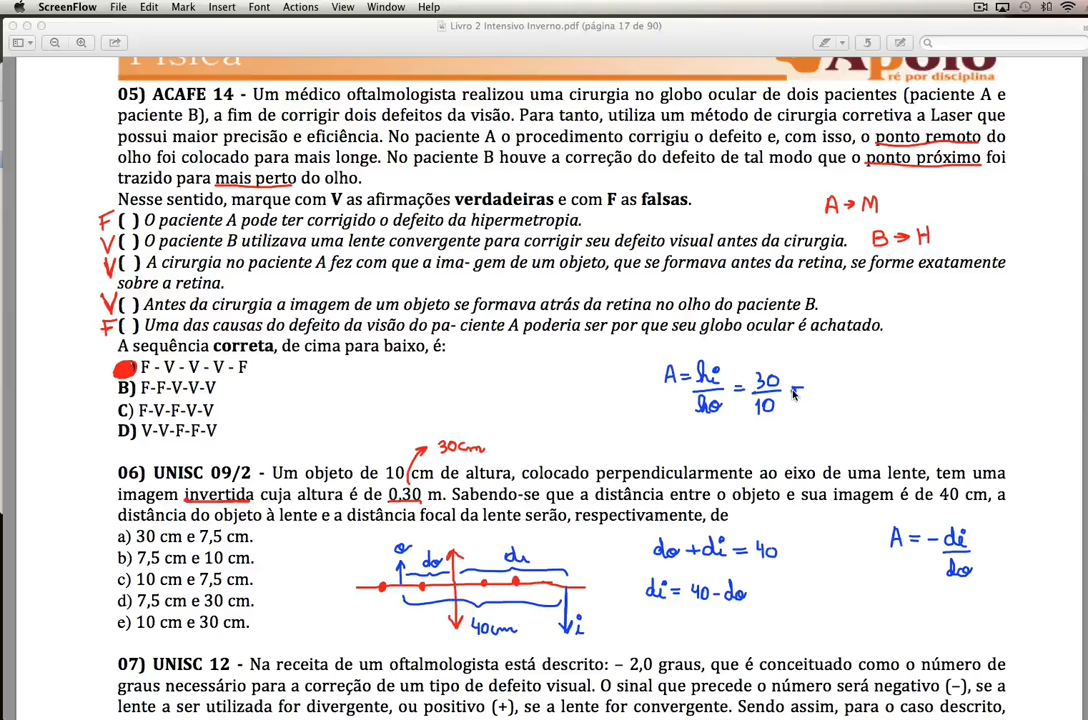 ScreenFlow File Edit Mark Insert Font Actions View Window Help
Livro 2 Intensivo Inverno.pdf (página 17 de 90)
Física
Apolo
ré por disciplina
05) ACAFE 14 - Um médico oftalmologista realizou uma cirurgia no globo ocular de dois pacientes (paciente A e
paciente B), a fim de corrigir dois defeitos da visão. Para tanto, utiliza um método de cirurgia corretiva a Laser que
possui maior precisão e eficiência. No paciente A o procedimento corrigiu o defeito e, com isso, o ponto remoto do
olho foi colocado para mais longe. No paciente B houve a correção do defeito de tal modo que o ponto próximo foi
trazido para mais perto do olho.
Nesse sentido, marque com V as afirmações verdadeiras e com F as falsas.
A → M
F ( ) O paciente A pode ter corrigido o defeito da hipermetropia.
V ( ) O paciente B utilizava uma lente convergente para corrigir seu defeito visual antes da cirurgia.
B → H
V ( ) A cirurgia no paciente A fez com que a ima- gem de um objeto, que se formava antes da retina, se forme exatamente
sobre a retina.
V ( ) Antes da cirurgia a imagem de um objeto se formava atrás da retina no olho do paciente B.
F ( ) Uma das causas do defeito da visão do pa- ciente A poderia ser por que seu globo ocular é achatado.
A sequência correta, de cima para baixo, é:
) F - V - V - V - F
B) F-F-V-V-V
C) F-V-F-V-V
D) V-V-F-F-V
A = hi/ho = 30/10
30cm
06) UNISC 09/2 - Um objeto de 10 cm de altura, colocado perpendicularmente ao eixo de uma lente, tem uma
imagem invertida cuja altura é de 0,30 m. Sabendo-se que a distância entre o objeto e sua imagem é de 40 cm, a
distância do objeto à lente e a distância focal da lente serão, respectivamente, de
a) 30 cm e 7,5 cm.
b) 7,5 cm e 10 cm.
c) 10 cm e 7,5 cm.
d) 7,5 cm e 30 cm.
e) 10 cm e 30 cm.
o do di
40cm i
do + di = 40
di = 40 - do
A = - di/do
07) UNISC 12 - Na receita de um oftalmologista está descrito: – 2,0 graus, que é conceituado como o número de
graus necessário para a correção de um tipo de defeito visual. O sinal que precede o número será negativo (–), se a
lente a ser utilizada for divergente, ou positivo (+), se a lente for convergente. Sendo assim, para o caso descrito,